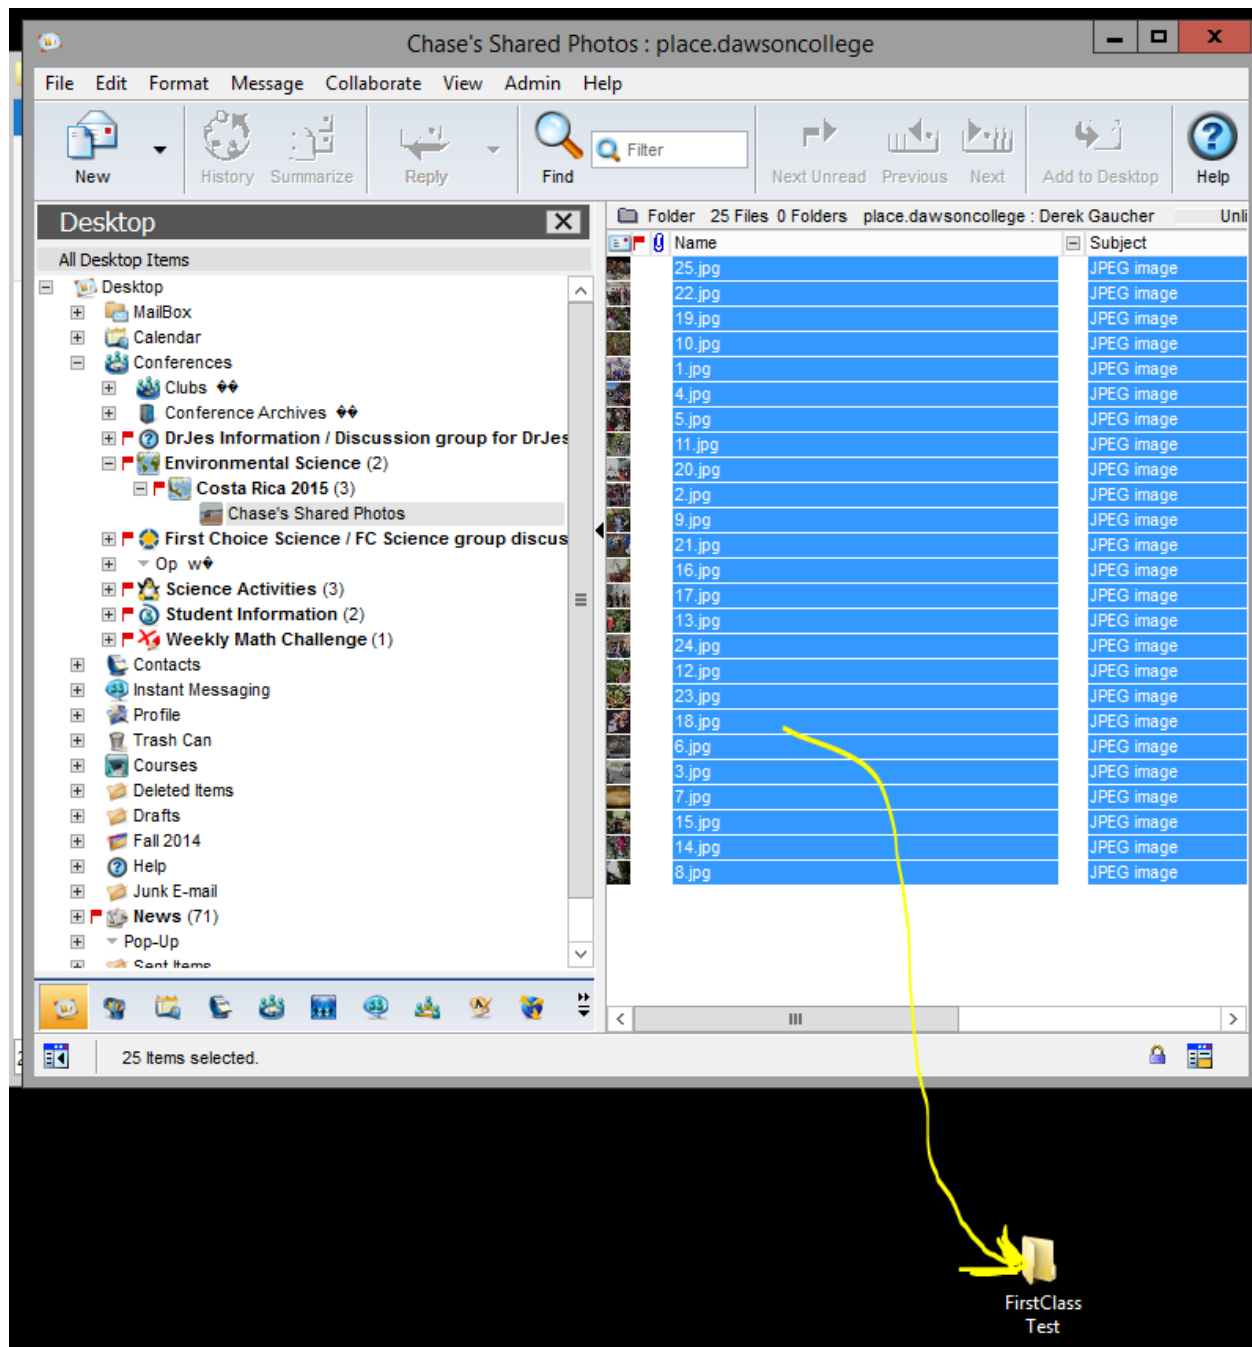 Chase's Shared Photos : place.dawsoncollege
File Edit Format Message Collaborate View Admin Help
New History Summarize Reply Find Filter Next Unread Previous Next Add to Desktop Help
Desktop
All Desktop Items
Desktop
MailBox
Calendar
Conferences
Clubs ��
Conference Archives ��
DrJes Information / Discussion group for DrJes
Environmental Science (2)
Costa Rica 2015 (3)
Chase's Shared Photos
First Choice Science / FC Science group discus
Op w�
Science Activities (3)
Student Information (2)
Weekly Math Challenge (1)
Contacts
Instant Messaging
Profile
Trash Can
Courses
Deleted Items
Drafts
Fall 2014
Help
Junk E-mail
News (71)
Pop-Up
Sent Items
Folder 25 Files 0 Folders place.dawsoncollege : Derek Gaucher Unli
Name Subject
25.jpg JPEG image
22.jpg JPEG image
19.jpg JPEG image
10.jpg JPEG image
1.jpg JPEG image
4.jpg JPEG image
5.jpg JPEG image
11.jpg JPEG image
20.jpg JPEG image
2.jpg JPEG image
9.jpg JPEG image
21.jpg JPEG image
16.jpg JPEG image
17.jpg JPEG image
13.jpg JPEG image
24.jpg JPEG image
12.jpg JPEG image
23.jpg JPEG image
18.jpg JPEG image
6.jpg JPEG image
3.jpg JPEG image
7.jpg JPEG image
15.jpg JPEG image
14.jpg JPEG image
8.jpg JPEG image
25 Items selected.
FirstClass
Test